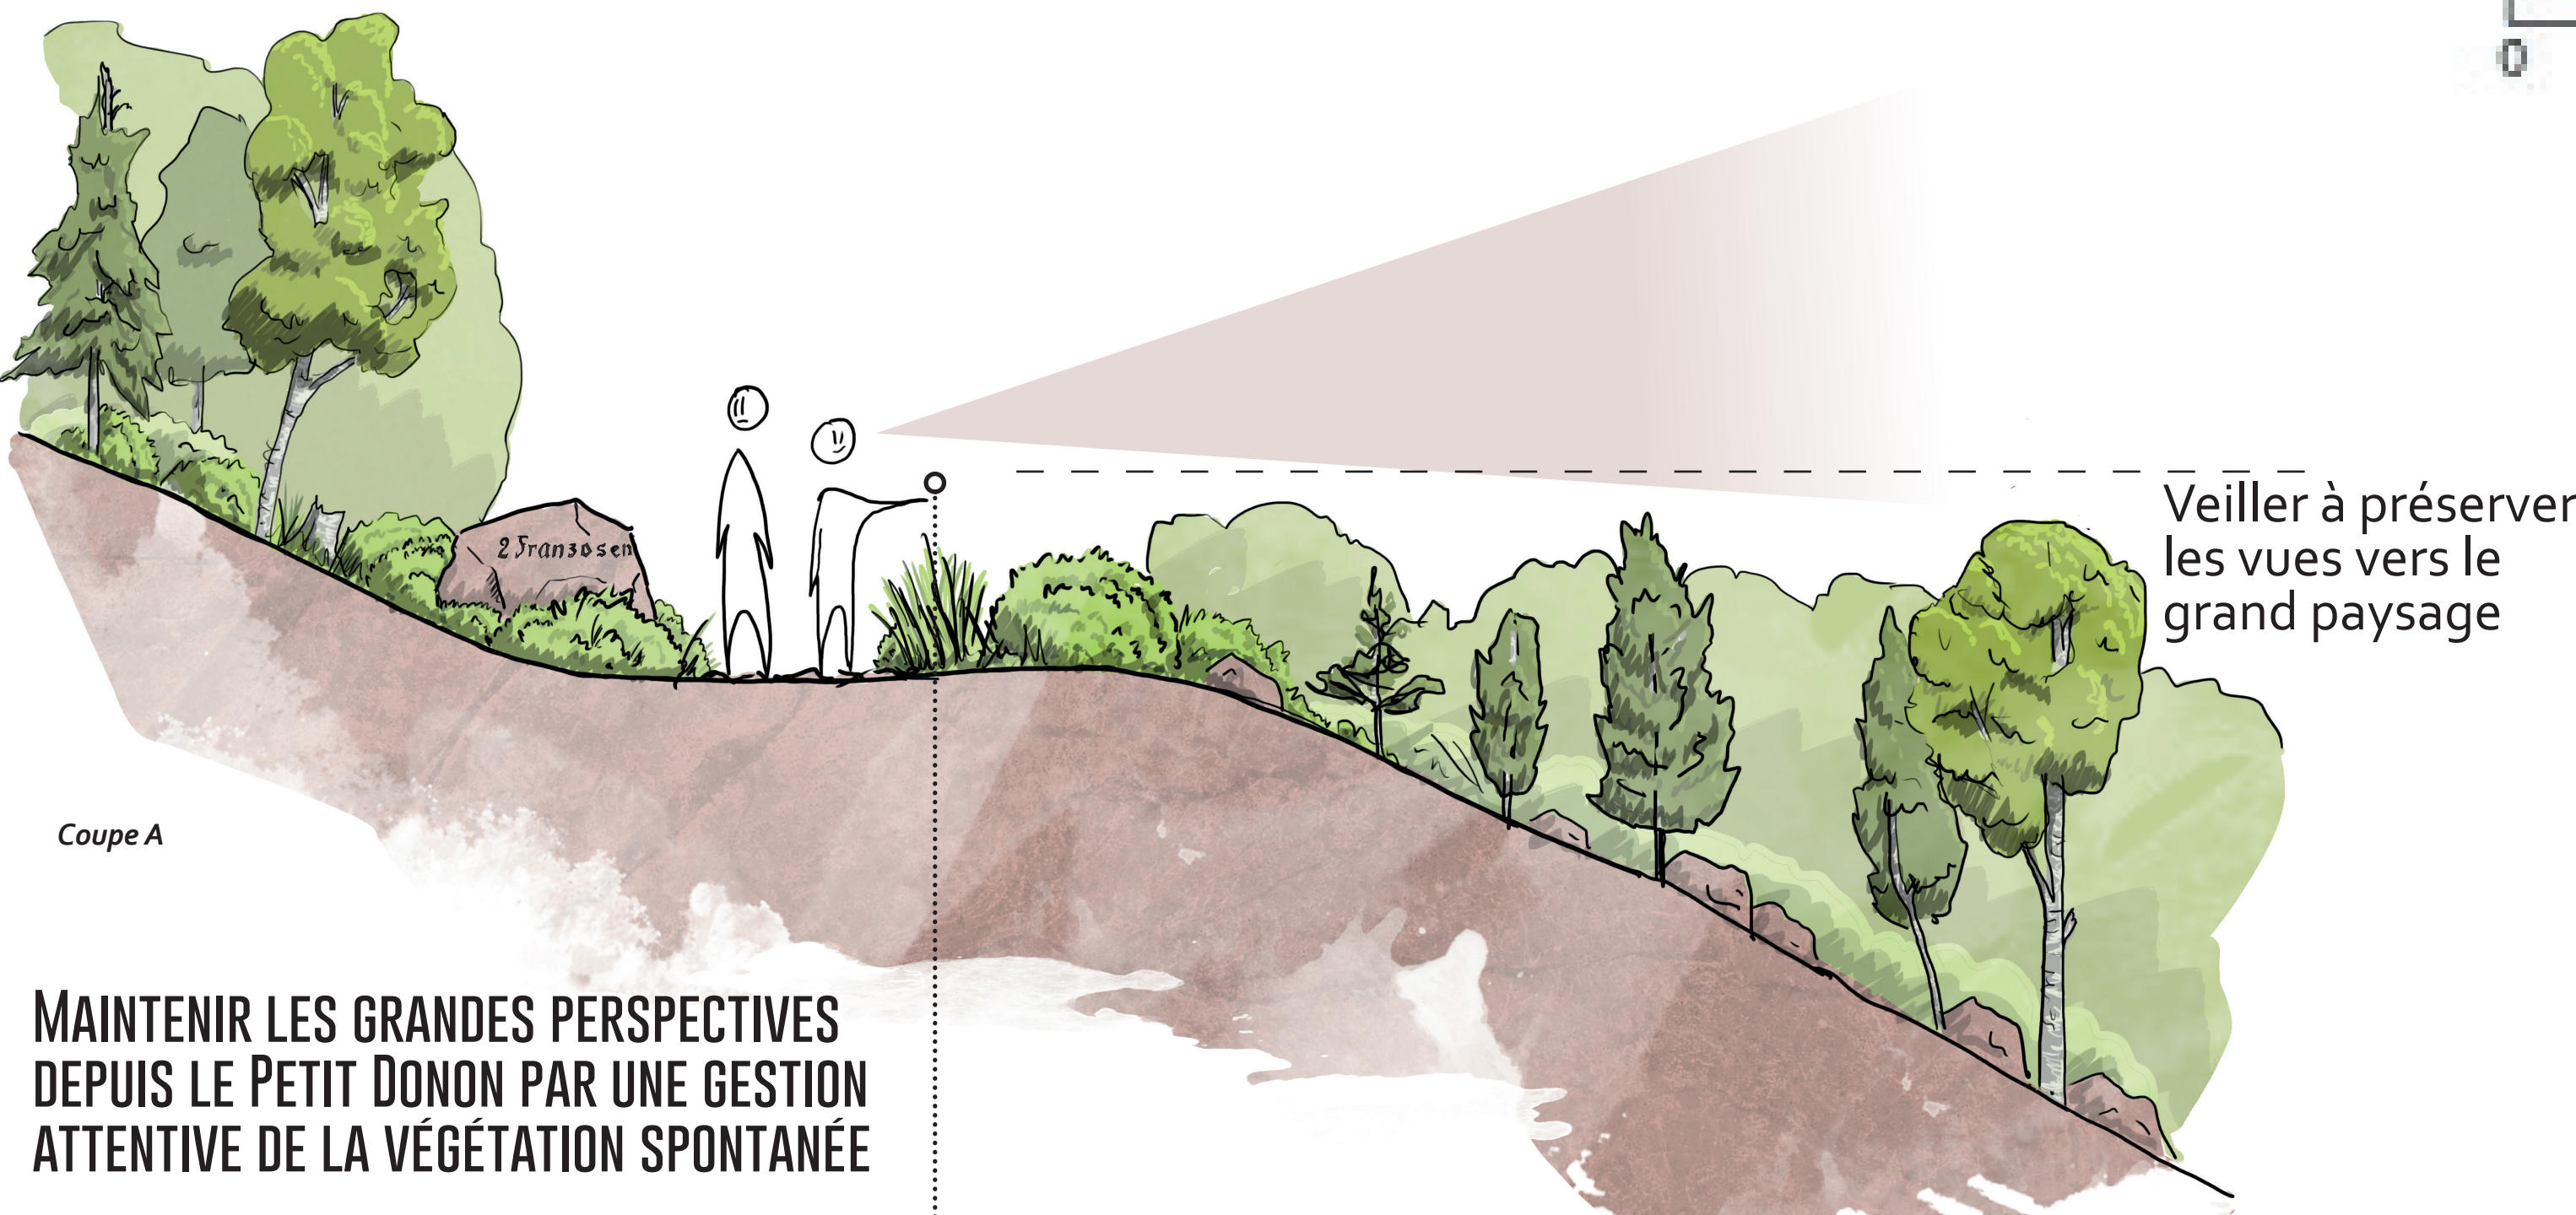 0
2 Franzosen
Veiller à préserver
les vues vers le
grand paysage
Coupe A
MAINTENIR LES GRANDES PERSPECTIVES
DEPUIS LE PETIT DONON PAR UNE GESTION
ATTENTIVE DE LA VÉGÉTATION SPONTANÉE